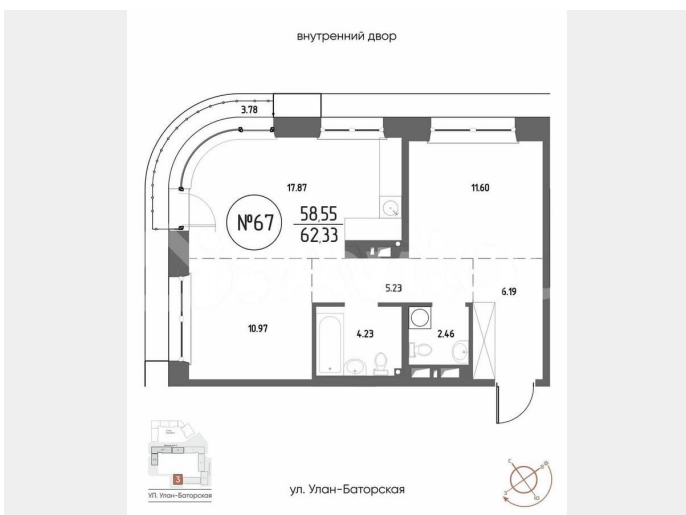 внутренний двор
3.78
17.87
11.60
№67
58,55
62,33
5.23
6.19
10.97
4.23
2.46
3
УЛ. Улан-Баторская
ул. Улан-Баторская
С
В
З
Ю